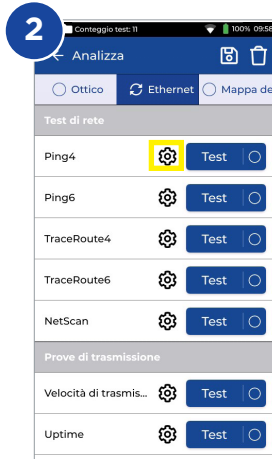 2
Conteggio test: 11 100% 09:56
← Analizza
Ottico Ethernet Mappa de
Test di rete
Ping4 Test
Ping6 Test
TraceRoute4 Test
TraceRoute6 Test
NetScan Test
Prove di trasmissione
Velocità di trasmis... Test
Uptime Test